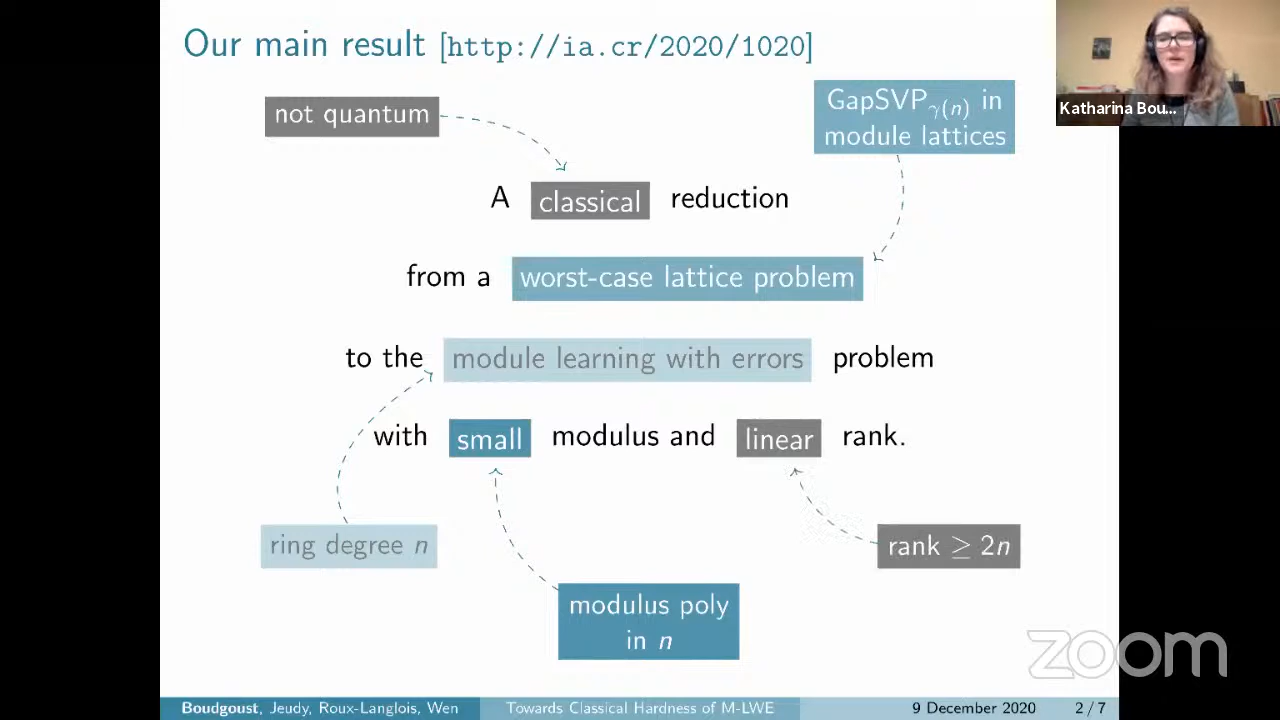 Our main result [http://ia.cr/2020/1020]
Katharina Bou...
not quantum
GapSVPγ(n) in
module lattices
A classical reduction
from a worst-case lattice problem
to the module learning with errors problem
with small modulus and linear rank.
ring degree n
rank ≥ 2n
modulus poly
in n
zoom
Boudgoust, Jeudy, Roux-Langlois, Wen Towards Classical Hardness of M-LWE 9 December 2020 2 / 7